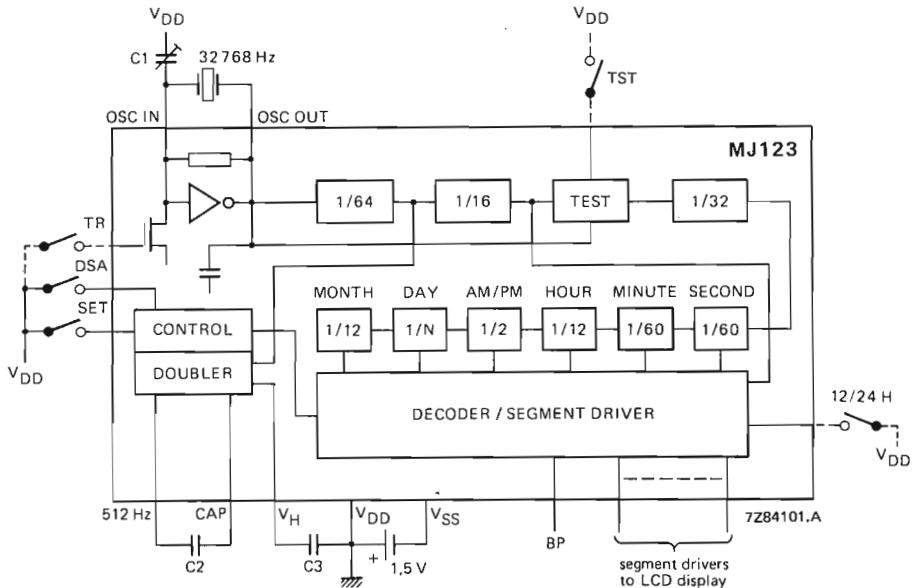 VDD
VDD
C1
32 768 Hz
TST
OSC IN
OSC OUT
MJ123
1/64
1/16
TEST
1/32
TR
DSA
SET
MONTH
DAY
AM/PM
HOUR
MINUTE
SECOND
CONTROL
1/12
1/N
1/2
1/12
1/60
1/60
VDD
DOUBLER
DECODER / SEGMENT DRIVER
12/24 H
VDD
512 Hz
CAP
VH
VDD
VSS
7Z84101.A
C2
C3
+
1,5 V
BP
segment drivers
to LCD display